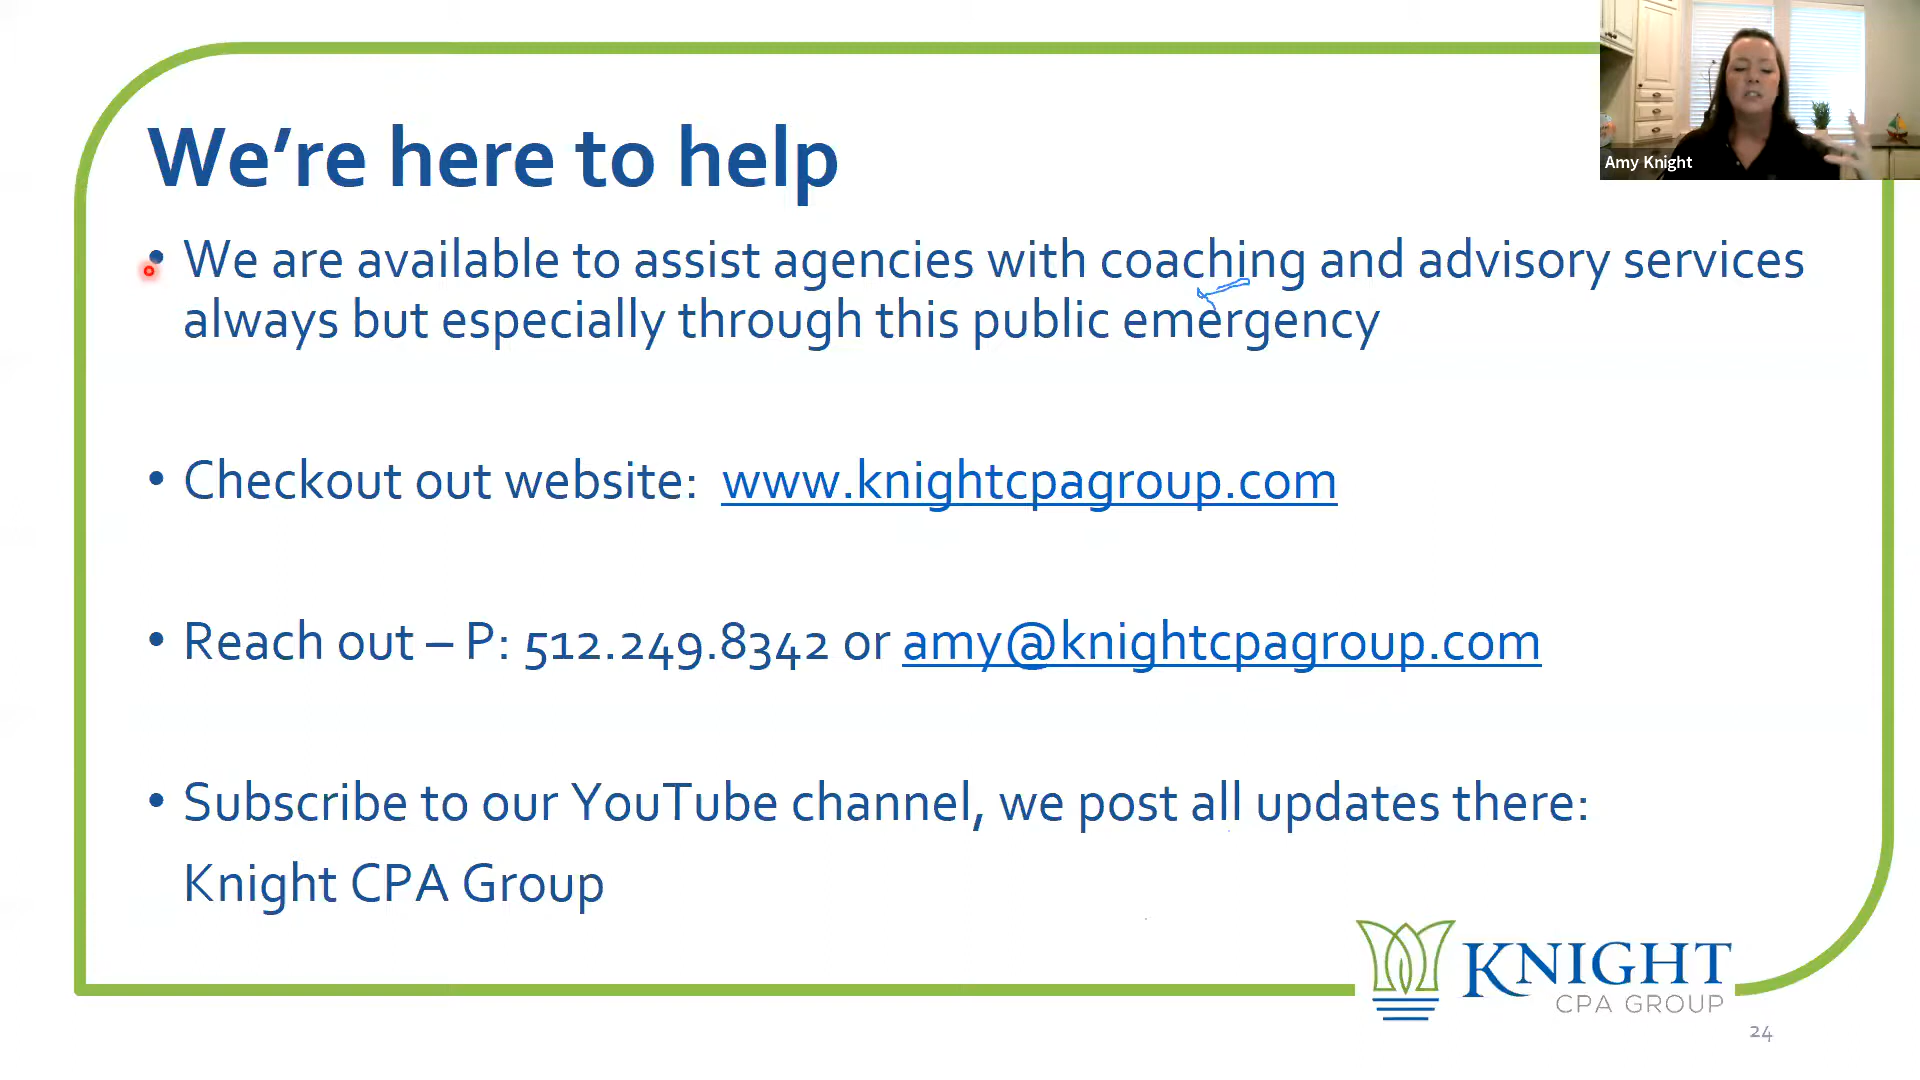 Amy Knight
We're here to help
• We are available to assist agencies with coaching and advisory services
always but especially through this public emergency
• Checkout out website: www.knightcpagroup.com
• Reach out – P: 512.249.8342 or amy@knightcpagroup.com
• Subscribe to our YouTube channel, we post all updates there:
Knight CPA Group
KNIGHT
CPA GROUP
24